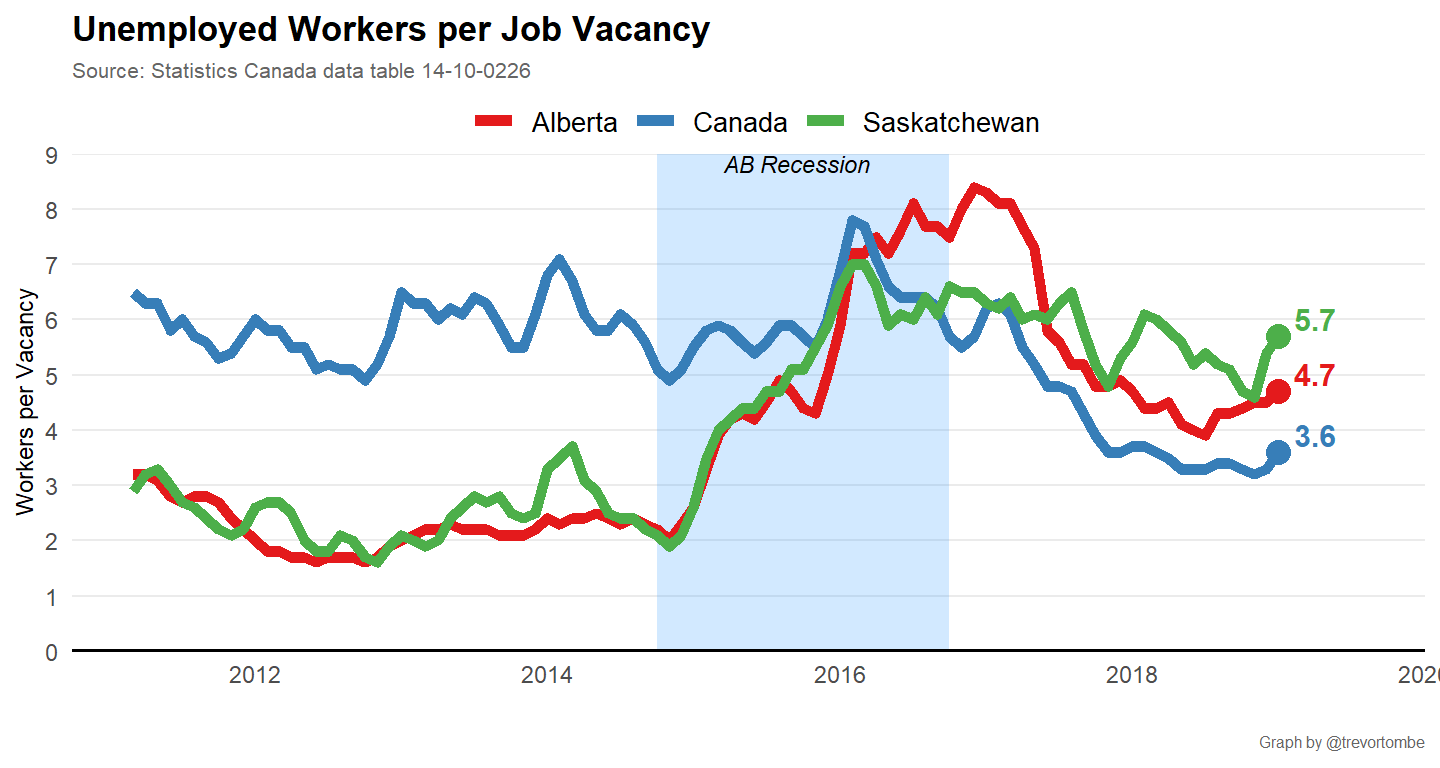 Unemployed Workers per Job Vacancy
Source: Statistics Canada data table 14-10-0226
Alberta Canada Saskatchewan
AB Recession
Workers per Vacancy
9
8
7
6
5
4
3
2
1
0
5.7
4.7
3.6
2012 2014 2016 2018 202
Graph by @trevortombe